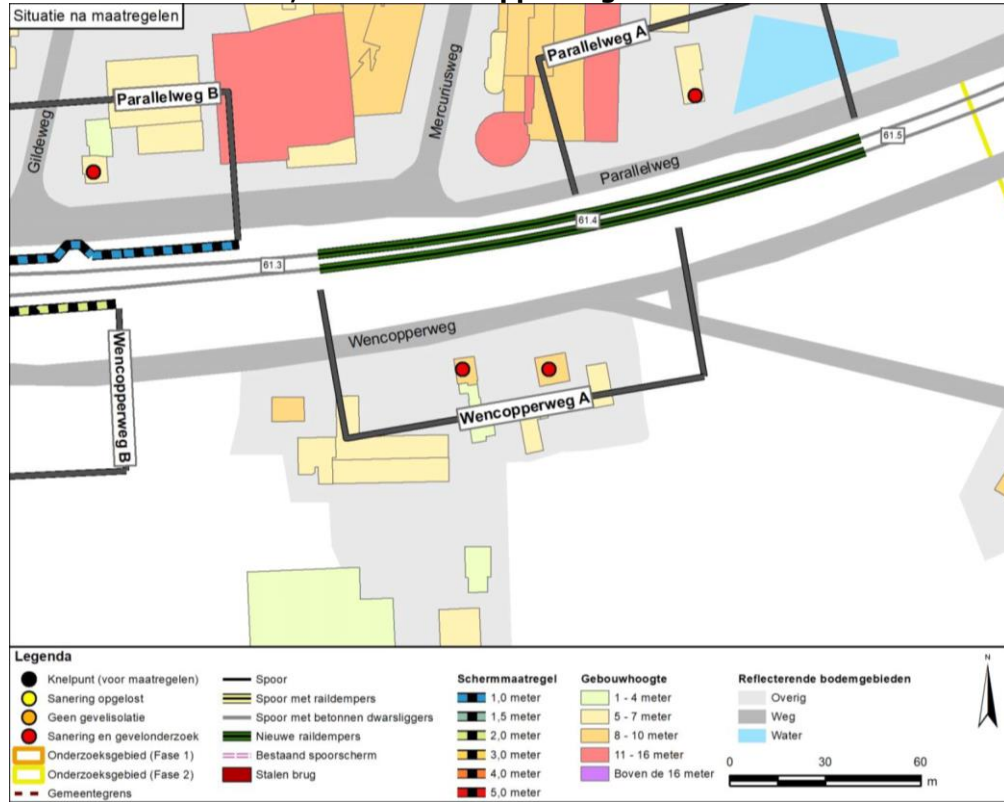 Situatie na maatregelen
Parallelweg A
Parallelweg B
Mercuriusweg
Gildeweg
61.5
Parallelweg
61.4
61.3
Wencopperweg
Wencopperweg B
Wencopperweg A
Legenda
Knelpunt (voor maatregelen)
Sanering opgelost
Geen gevelisolatie
Sanering en gevelonderzoek
Onderzoeksgebied (Fase 1)
Onderzoeksgebied (Fase 2)
Gemeentegrens
Spoor
Spoor met raildempers
Spoor met betonnen dwarsliggers
Nieuwe raildempers
Bestaand spoorscherm
Stalen brug
Schermmaatregel
1,0 meter
1,5 meter
2,0 meter
3,0 meter
4,0 meter
5,0 meter
Gebouwhoogte
1 - 4 meter
5 - 7 meter
8 - 10 meter
11 - 16 meter
Boven de 16 meter
Reflecterende bodemgebieden
Overig
Weg
Water
N
0 30 60
m